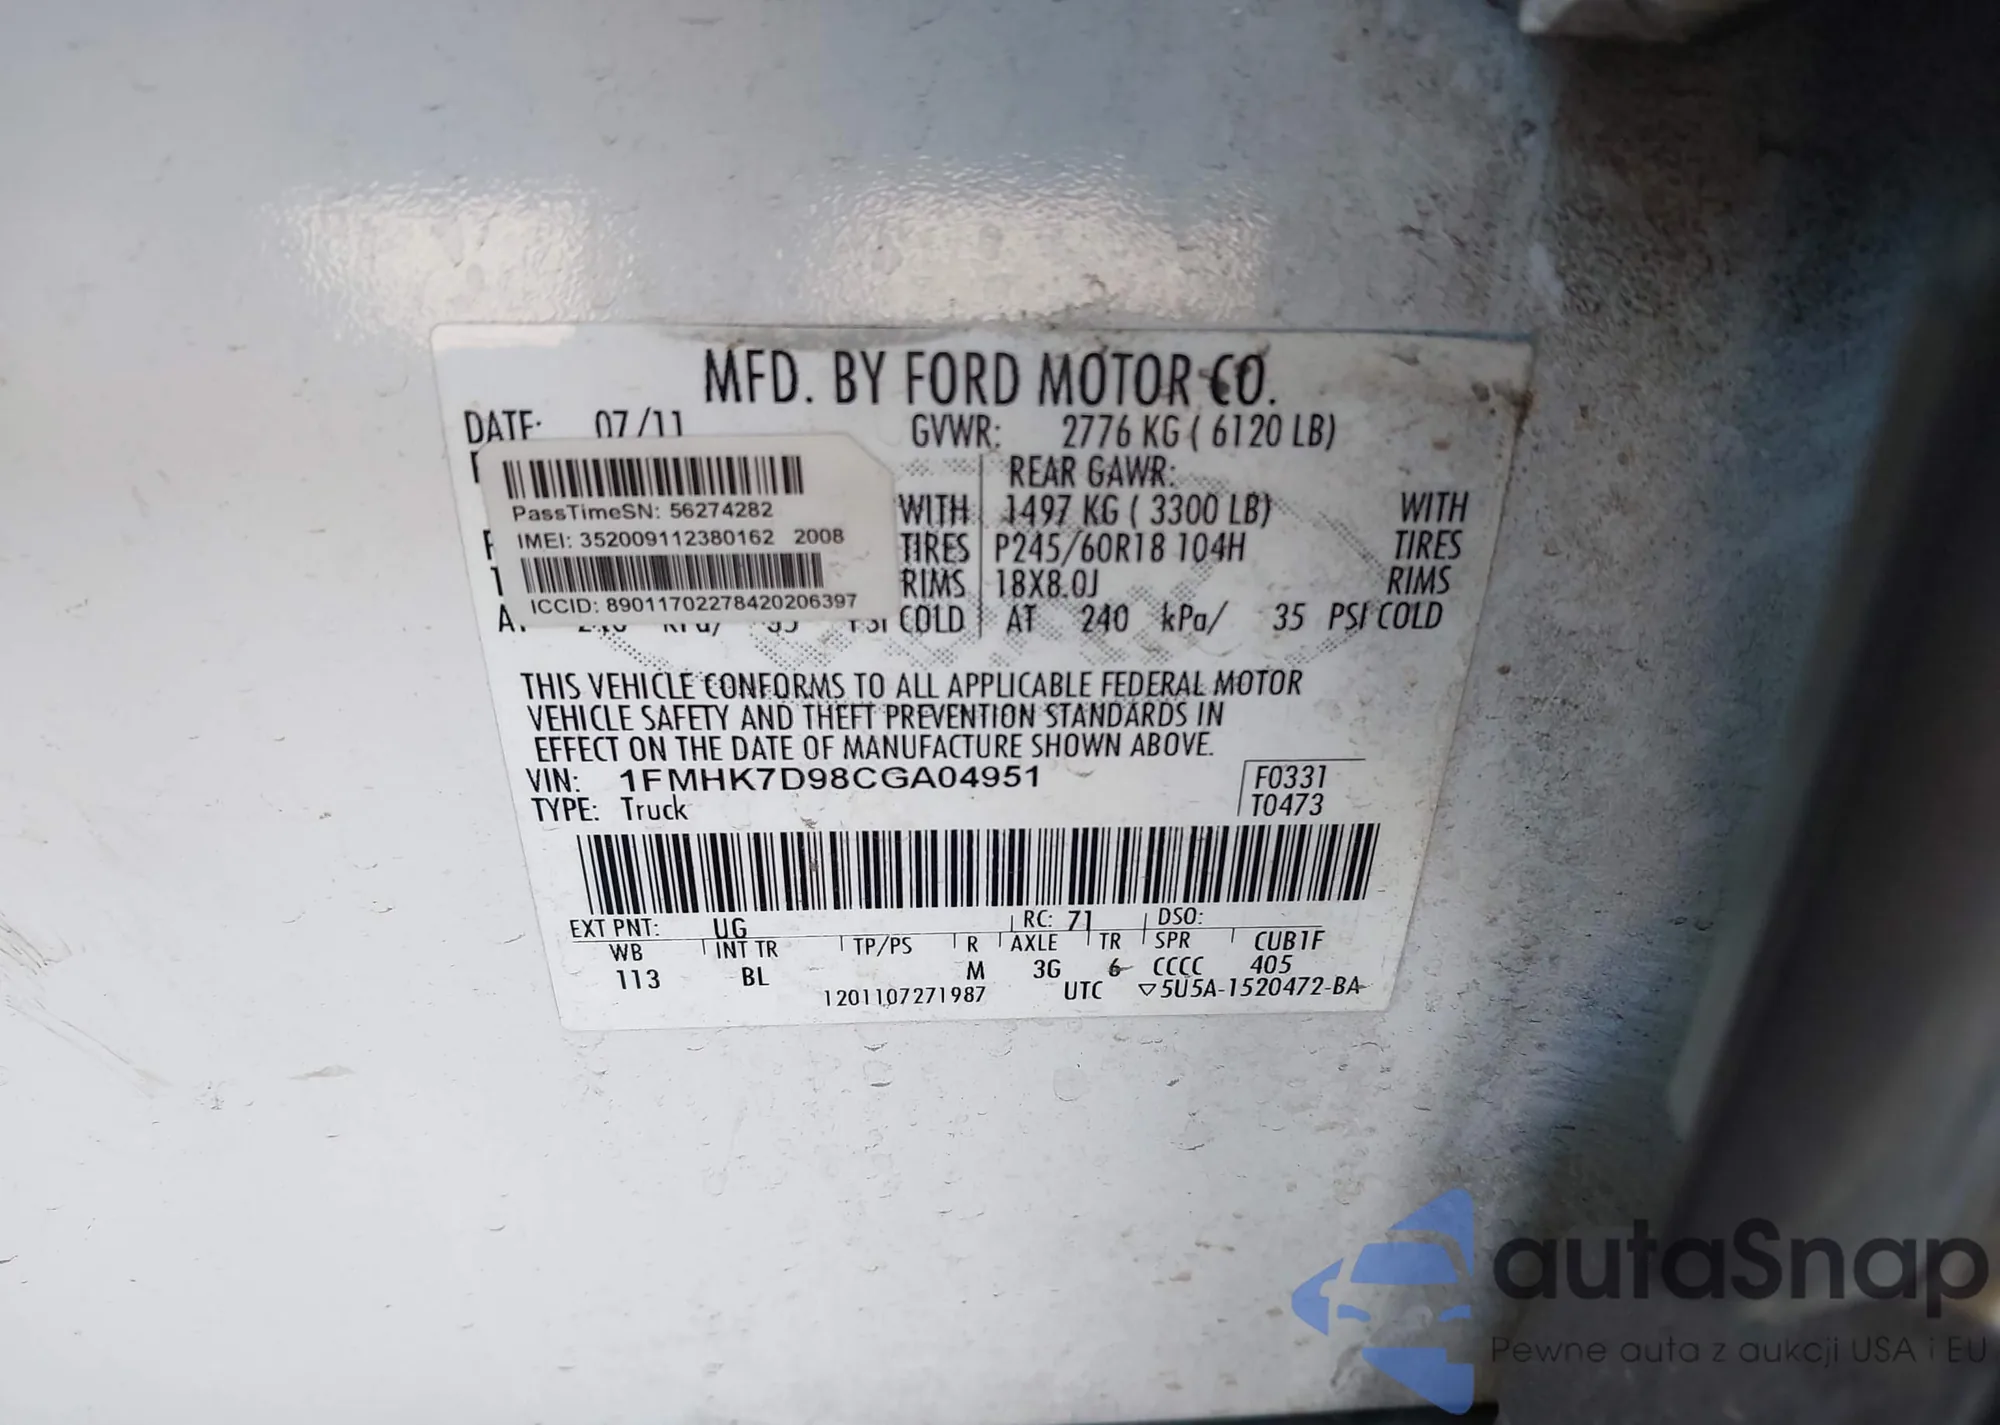 MFD. BY FORD MOTOR CO.
DATE: 07/11 GVWR: 2776 KG ( 6120 LB)
REAR GAWR:
PassTimeSN: 56274282
WITH 1497 KG ( 3300 LB) WITH
IMEI: 352009112380162 2008
TIRES P245/60R18 104H TIRES
RIMS 18X8.0J RIMS
ICCID: 89011702278420206397
COLD AT 240 kPa/ 35 PSI COLD
THIS VEHICLE CONFORMS TO ALL APPLICABLE FEDERAL MOTOR
VEHICLE SAFETY AND THEFT PREVENTION STANDARDS IN
EFFECT ON THE DATE OF MANUFACTURE SHOWN ABOVE.
VIN: 1FMHK7D98CGA04951 F0331
TYPE: Truck T0473
EXT PNT: UG RC: 71 DSO:
WB INT TR TP/PS R AXLE TR SPR CUB1F
113 BL M 3G 6 CCCC 405
1201107271987 UTC ▽5U5A-1520472-BA
autaSnap
Pewne auta z aukcji USA i EU